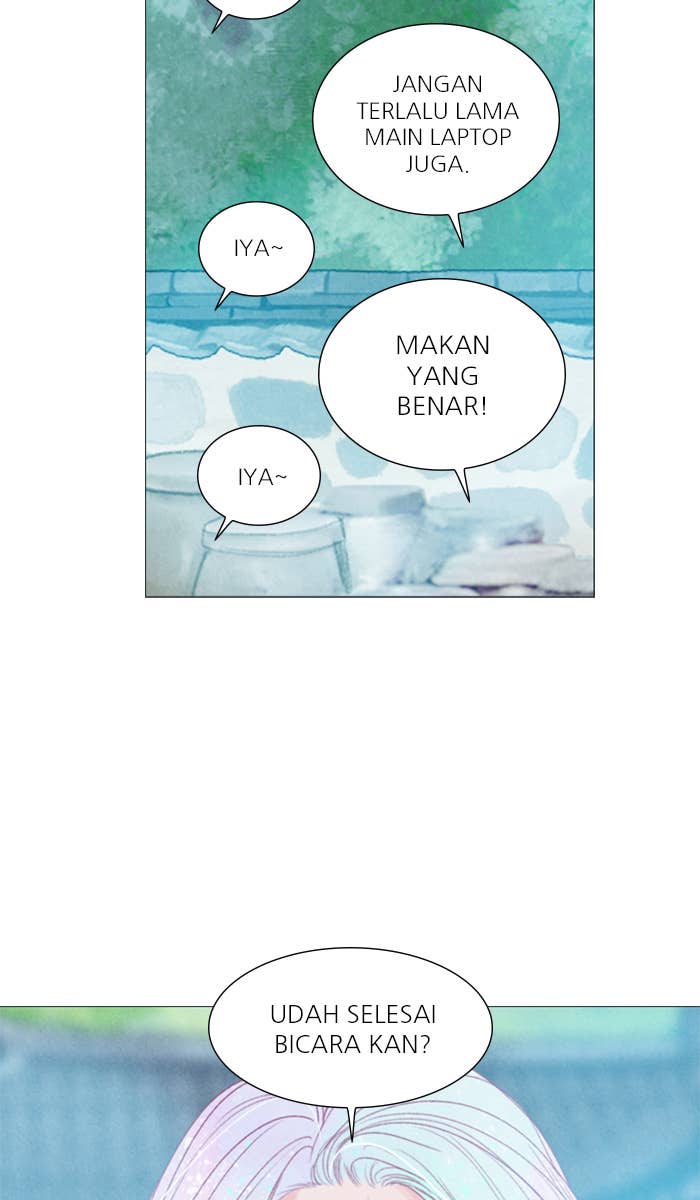 JANGAN
TERLALU LAMA
MAIN LAPTOP
JUGA.
IYA~
MAKAN
YANG
BENAR!
IYA~
UDAH SELESAI
BICARA KAN?